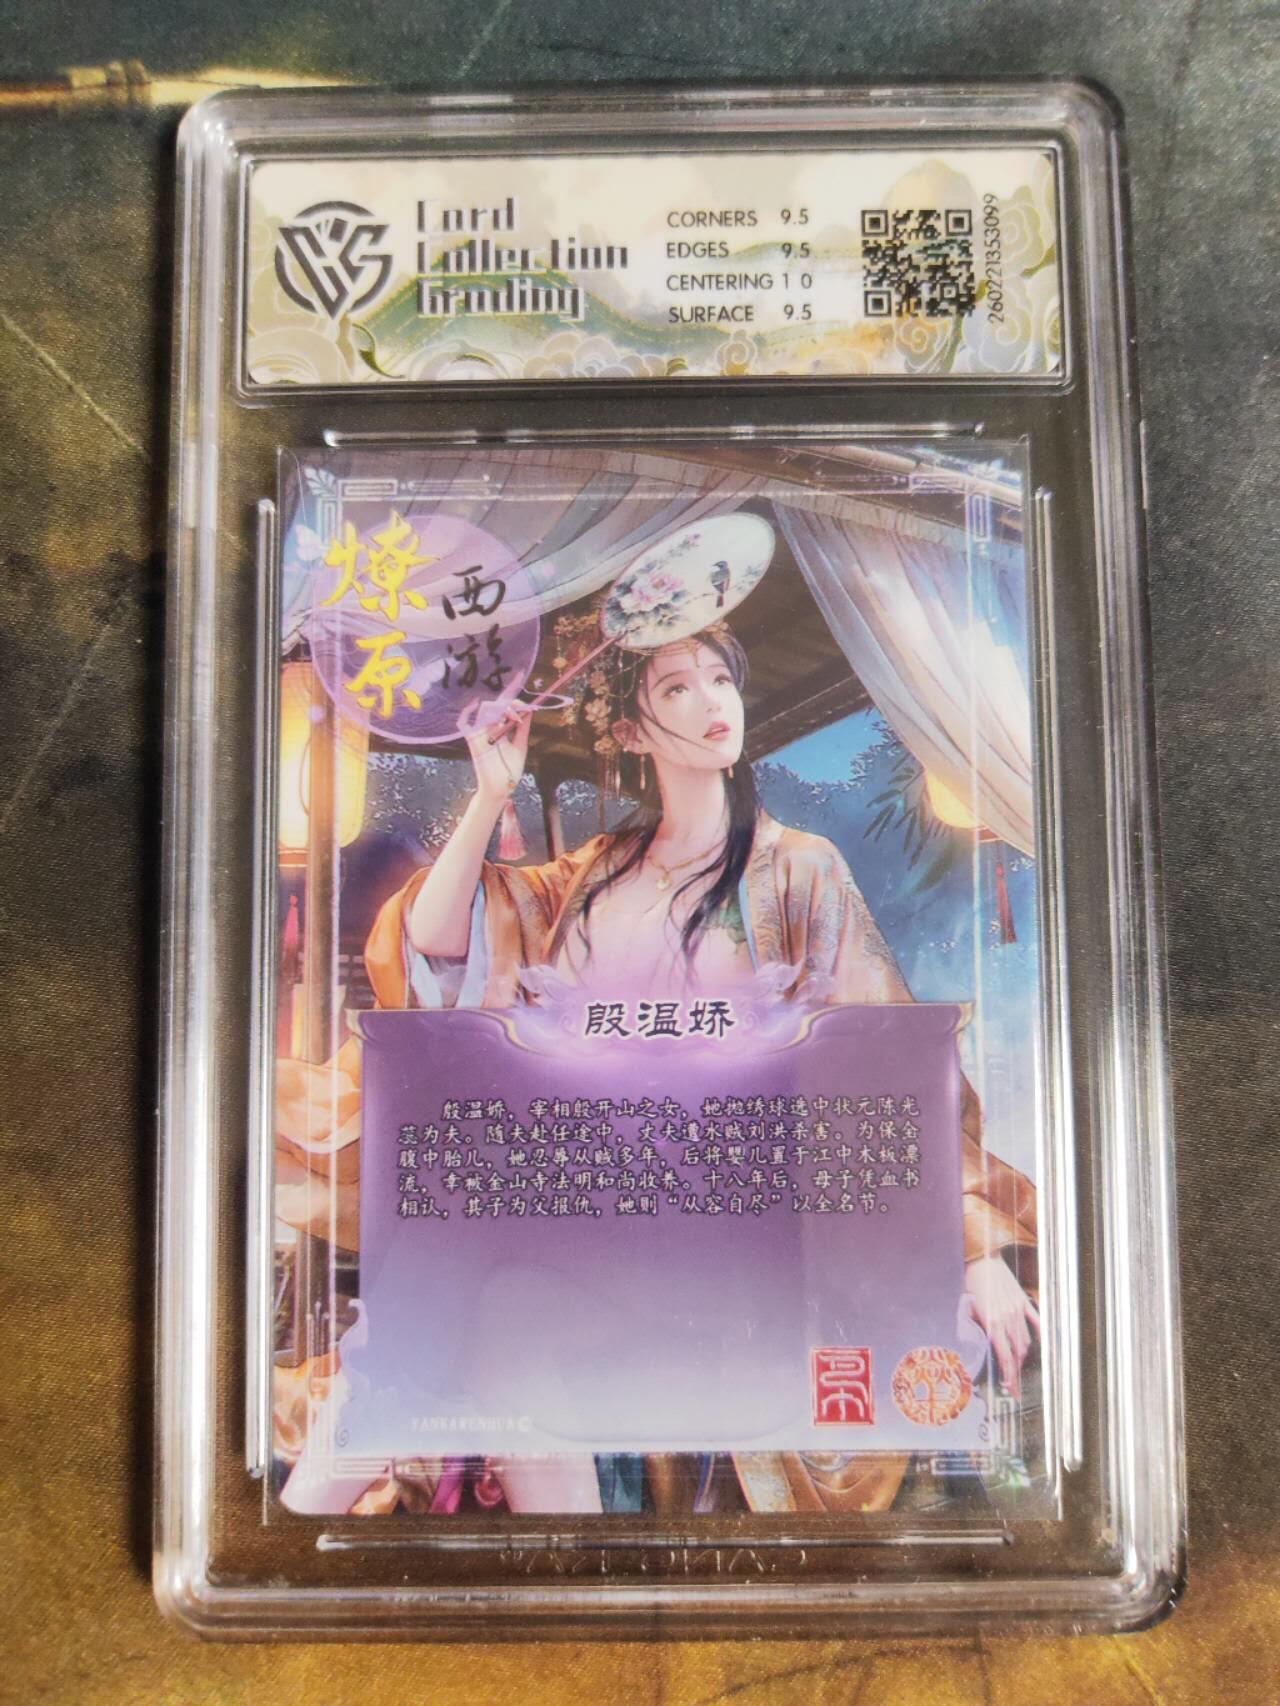 Card
Collection
Grading
CORNERS 9.5
EDGES 9.5
CENTERING 10
SURFACE 9.5
260221353099
燎原
西游
殷温娇
殷温娇，宰相殷开山之女，她抛绣球选中状元陈光
蕊为夫。随夫赴任途中，丈夫遭水贼刘洪杀害。为保全
腹中胎儿，她忍辱从贼多年，后将婴儿置于江中木板漂
流，幸被金山寺法明和尚收养。十八年后，母子凭血书
相认，其子为父报仇，她则“从容自尽”以全名节。